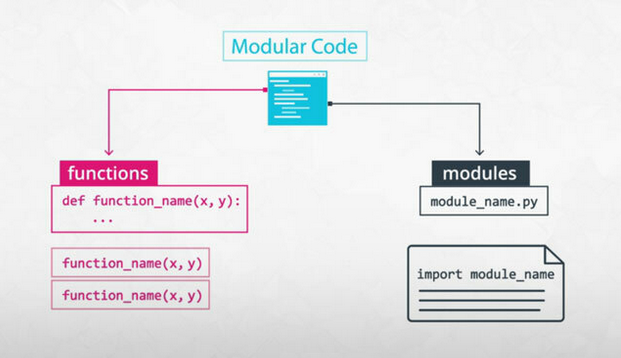 Modular Code
functions
def function_name(x, y):
...
function_name(x, y)
function_name(x, y)
modules
module_name.py
import module_name